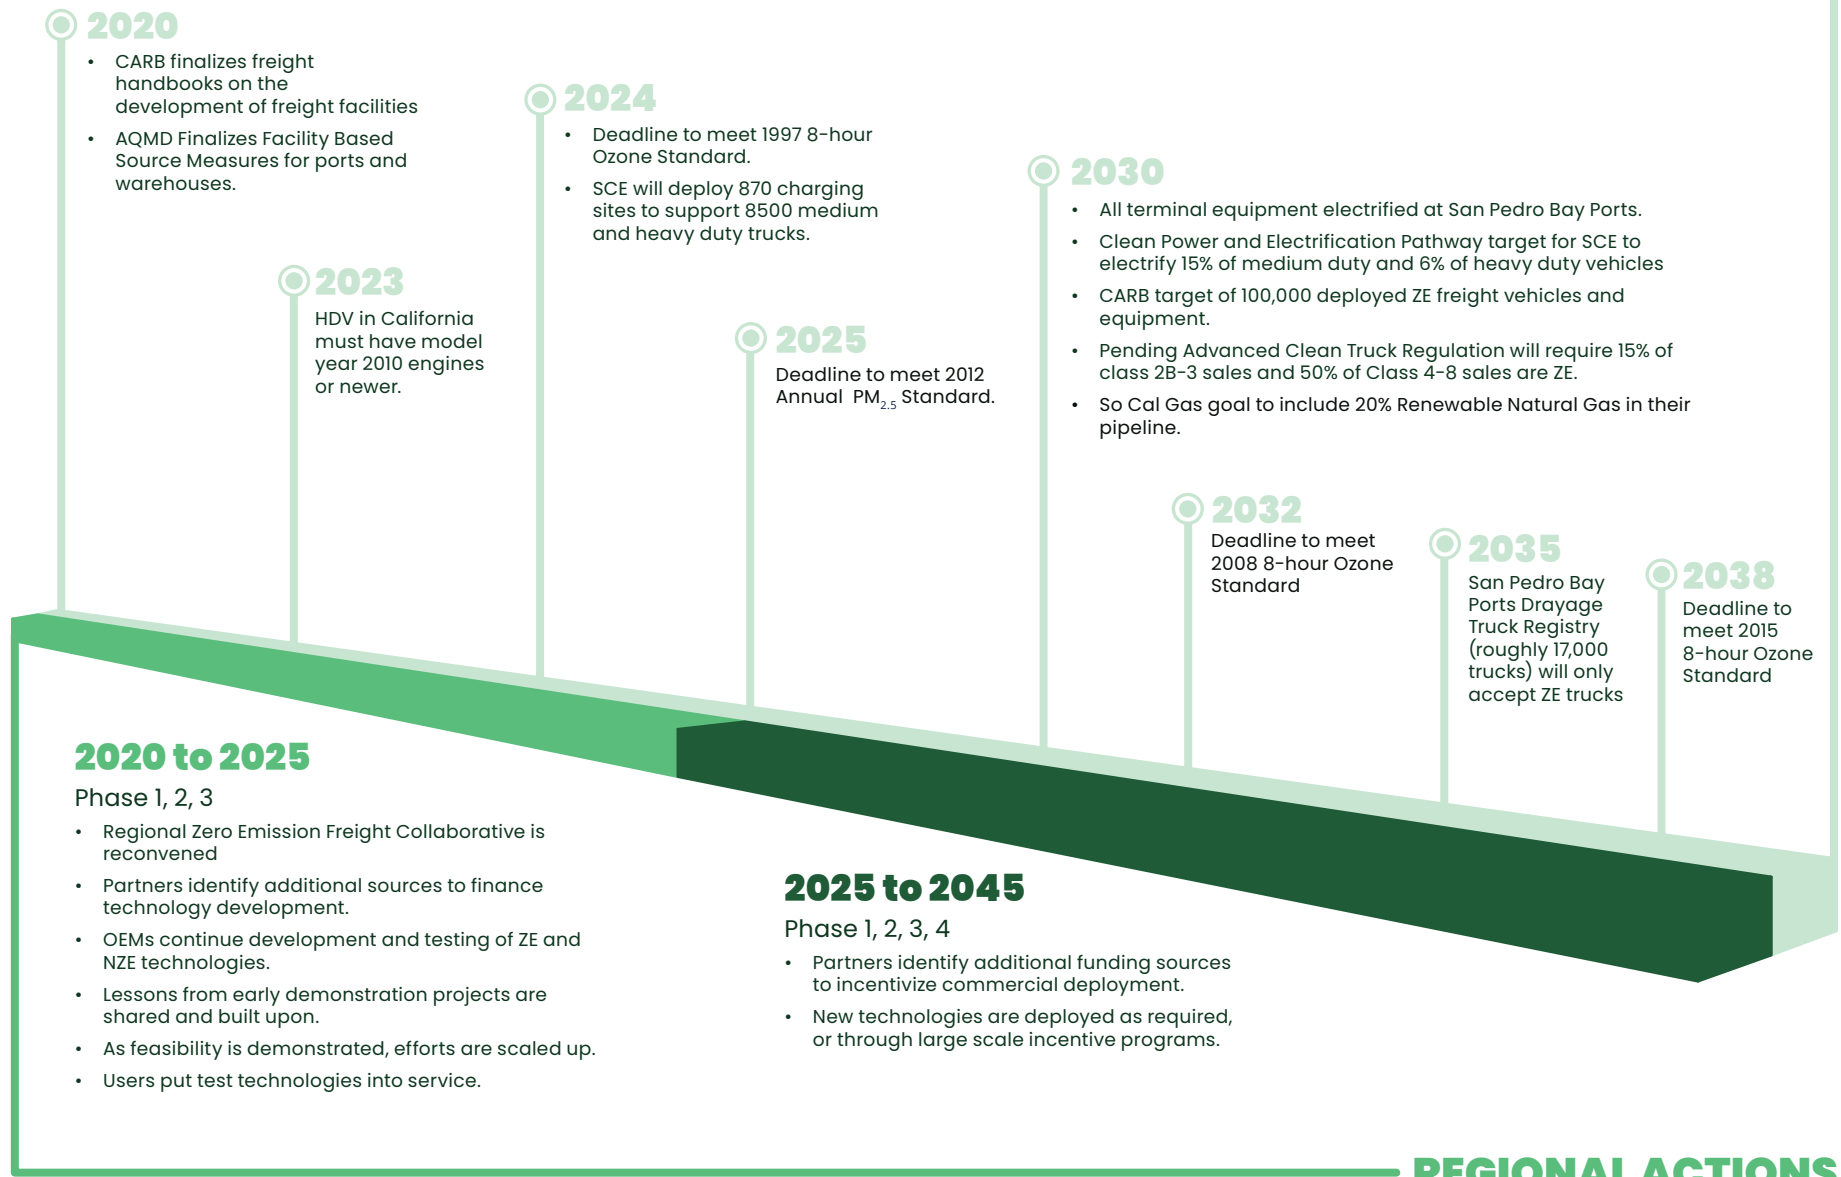 2020
• CARB finalizes freight
handbooks on the
development of freight facilities
• AQMD Finalizes Facility Based
Source Measures for ports and
warehouses.
2023
HDV in California
must have model
year 2010 engines
or newer.
2024
• Deadline to meet 1997 8-hour
Ozone Standard.
• SCE will deploy 870 charging
sites to support 8500 medium
and heavy duty trucks.
2025
Deadline to meet 2012
Annual PM2.5 Standard.
2030
• All terminal equipment electrified at San Pedro Bay Ports.
• Clean Power and Electrification Pathway target for SCE to
electrify 15% of medium duty and 6% of heavy duty vehicles
• CARB target of 100,000 deployed ZE freight vehicles and
equipment.
• Pending Advanced Clean Truck Regulation will require 15% of
class 2B-3 sales and 50% of Class 4-8 sales are ZE.
• So Cal Gas goal to include 20% Renewable Natural Gas in their
pipeline.
2032
Deadline to meet
2008 8-hour Ozone
Standard
2035
San Pedro Bay
Ports Drayage
Truck Registry
(roughly 17,000
trucks) will only
accept ZE trucks
2038
Deadline to
meet 2015
8-hour Ozone
Standard
2020 to 2025
Phase 1, 2, 3
• Regional Zero Emission Freight Collaborative is
reconvened
• Partners identify additional sources to finance
technology development.
• OEMs continue development and testing of ZE and
NZE technologies.
• Lessons from early demonstration projects are
shared and built upon.
• As feasibility is demonstrated, efforts are scaled up.
• Users put test technologies into service.
2025 to 2045
Phase 1, 2, 3, 4
• Partners identify additional funding sources
to incentivize commercial deployment.
• New technologies are deployed as required,
or through large scale incentive programs.
REGIONAL ACTIONS